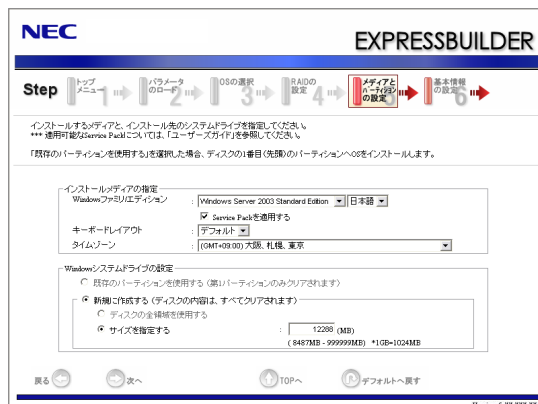 NEC
EXPRESSBUILDER
Step
トップメニュー 1
パラメータのロード 2
OSの選択 3
RAIDの設定 4
メディアとパーティションの設定 5
基本情報の設定 6
インストールするメディアと、インストール先のシステムドライブを指定してください。
*** 適用可能なService Packについては、「ユーザーズガイド」を参照してください。
「既存のパーティションを使用する」を選択した場合、ディスクの1番目(先頭)のパーティションへOSをインストールします。
インストールメディアの指定
Windowsファミリ/エディション : Windows Server 2003 Standard Edition 日本語
Service Packを適用する
キーボードレイアウト : デフォルト
タイムゾーン : (GMT+09:00) 大阪、札幌、東京
Windowsシステムドライブの設定
既存のパーティションを使用する (第1パーティションのみクリアされます)
新規に作成する (ディスクの内容は、すべてクリアされます)
ディスクの全領域を使用する
サイズを指定する : 12288 (MB)
( 8487MB - 999999MB) *1GB=1024MB
戻る
次へ
TOPへ
デフォルトへ戻す